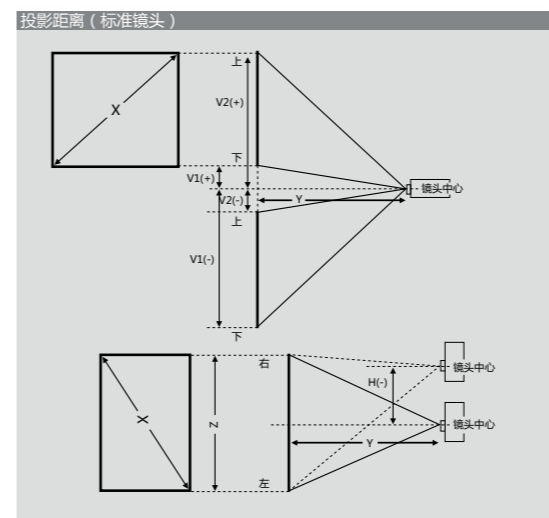 投影距离（标准镜头）
上
X
V2(+)
下
V1(+)
镜头中心
V2(-)
Y
上
V1(-)
下
右
镜头中心
H(-)
X
Z
镜头中心
Y
左